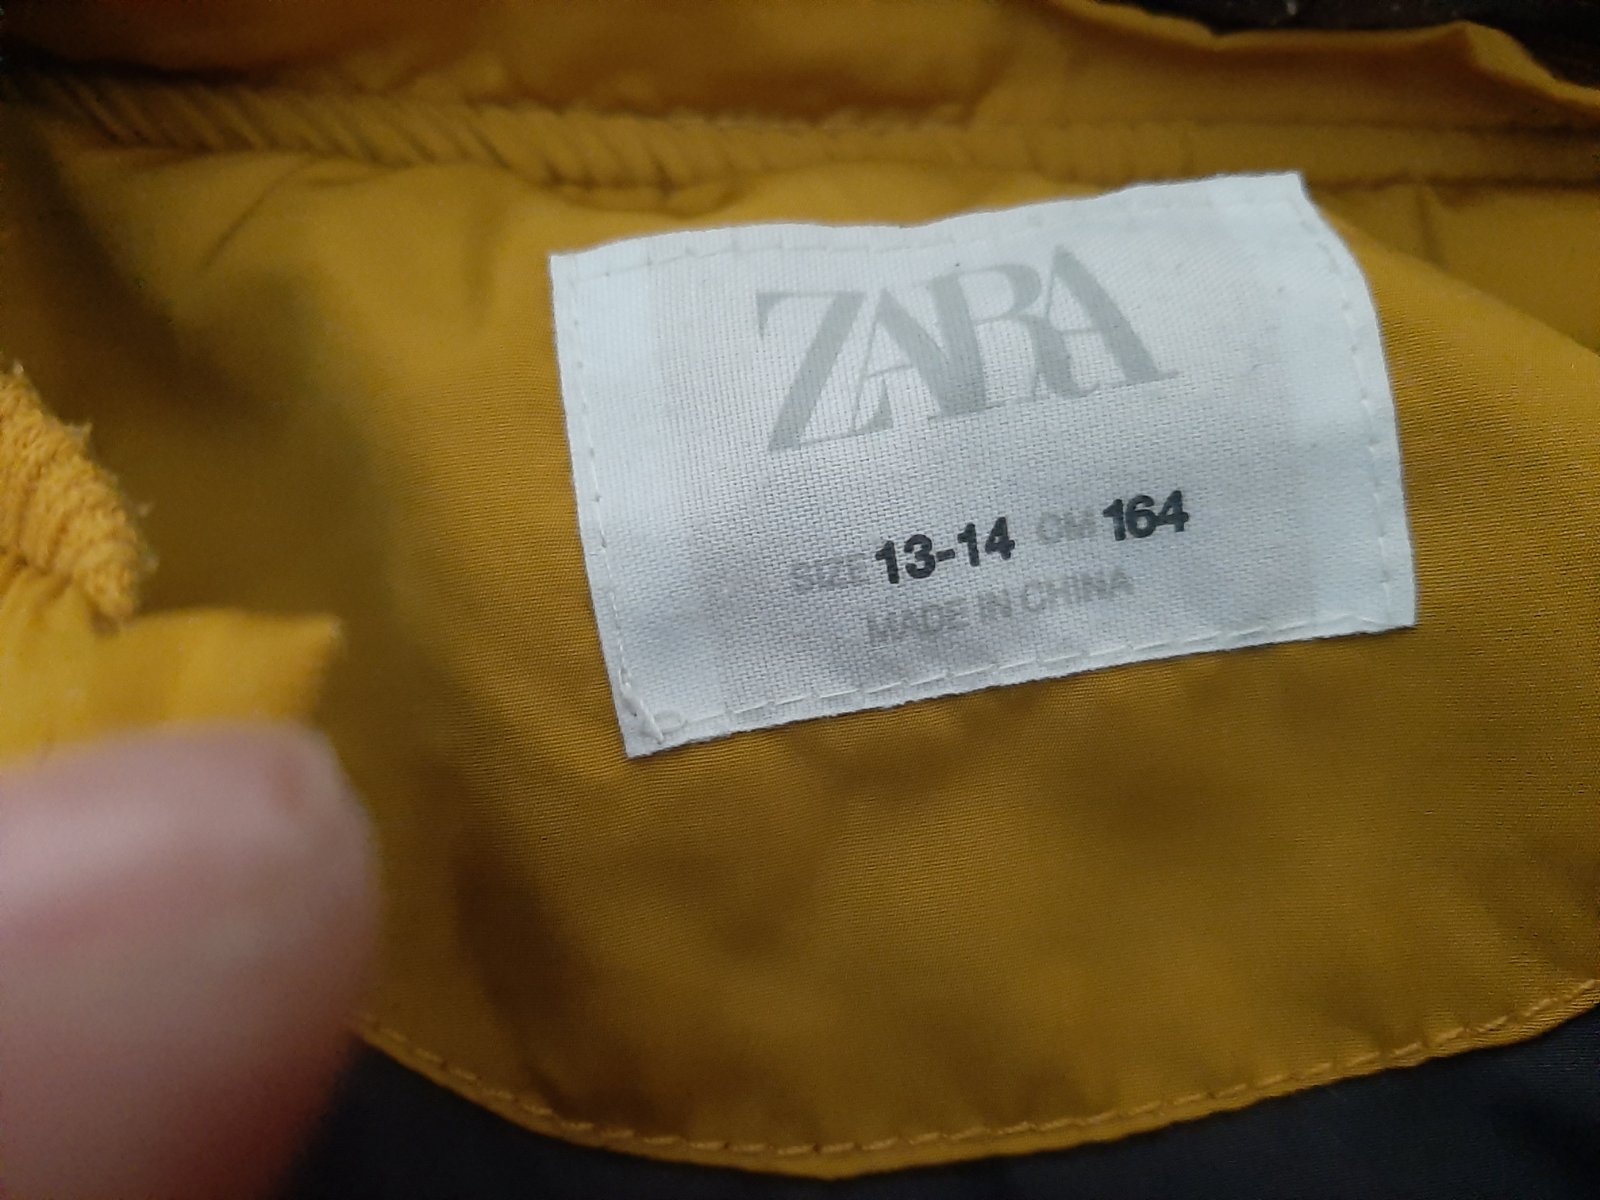 ZARA
SIZE 13-14 CM 164
MADE IN CHINA